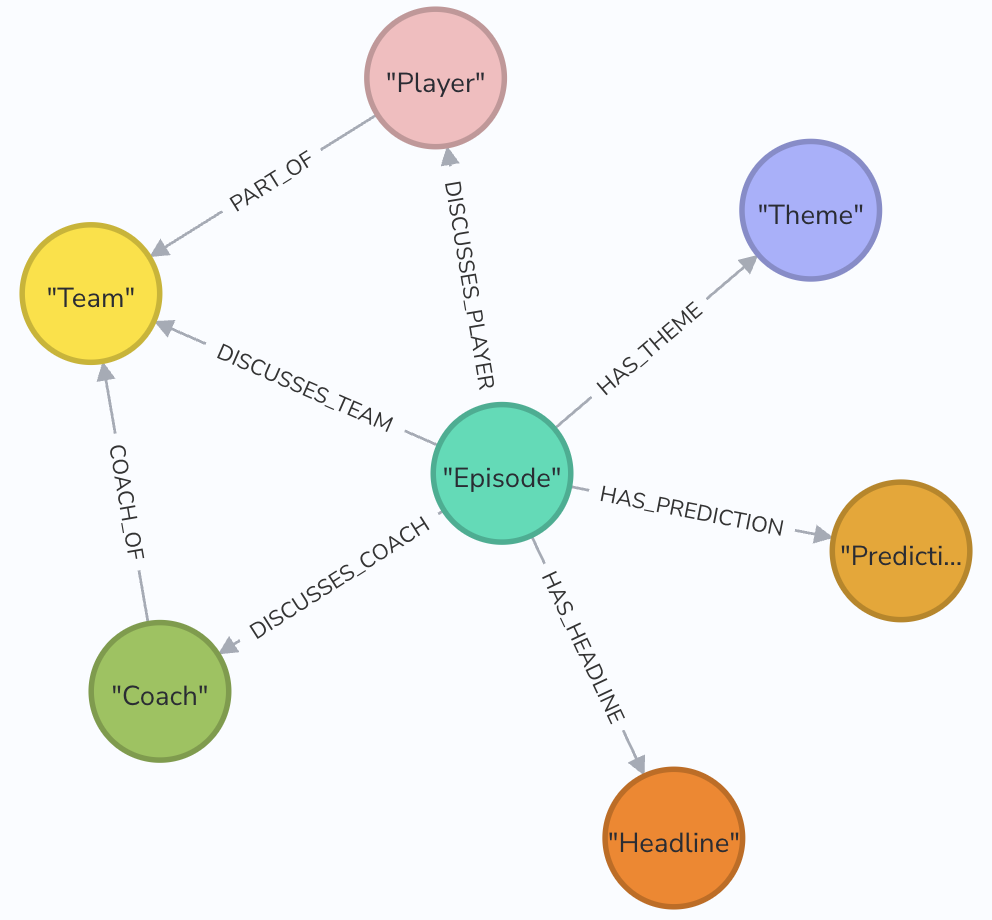 "Player"
PART_OF
"Theme"
DISCUSSES_PLAYER
"Team"
HAS_THEME
DISCUSSES_TEAM
"Episode"
HAS_PREDICTION
COACH_OF
DISCUSSES_COACH
"Predicti...
HAS_HEADLINE
"Coach"
"Headline"